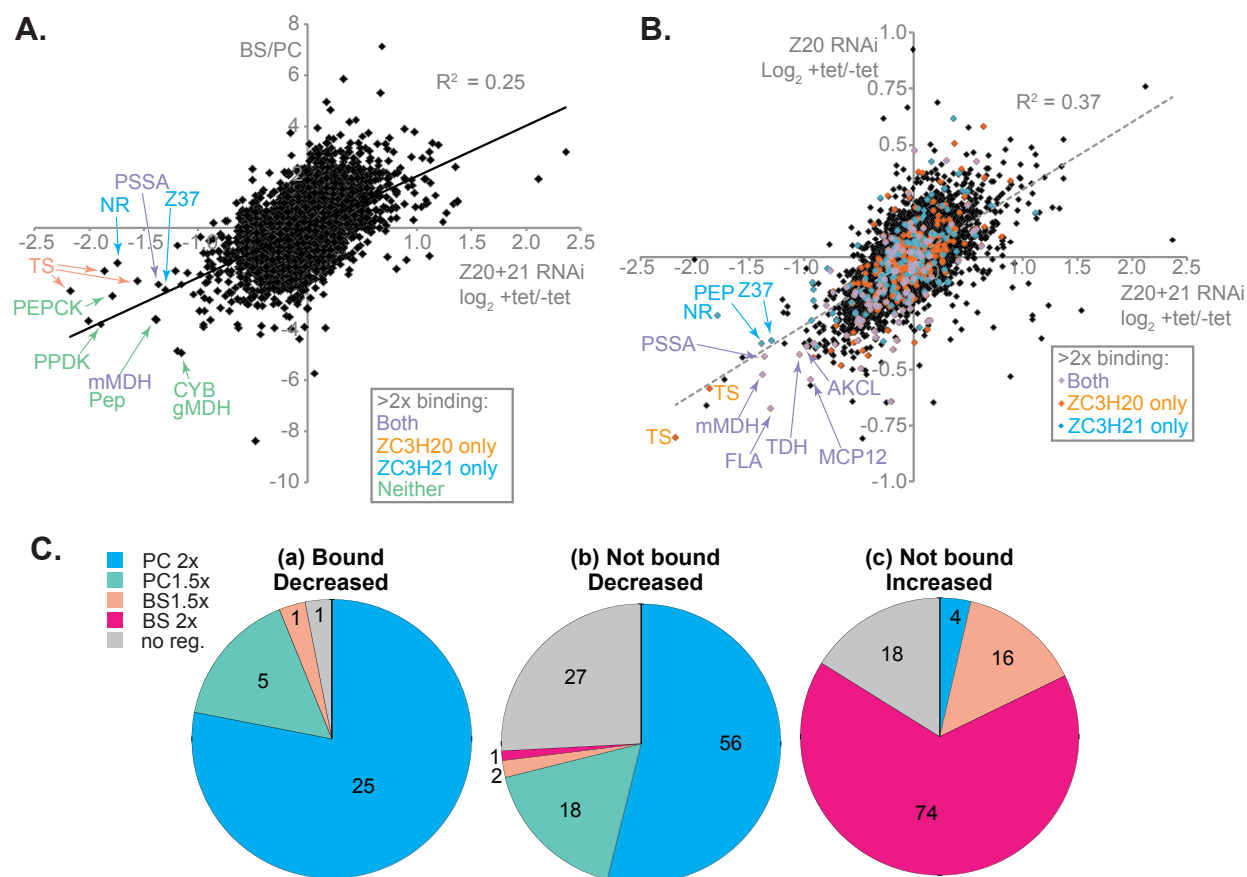 A.
8
BS/PC
6
R² = 0.25
4
2
PSSA
Z37
NR
-2.5 -2.0 -1.5 -1.0 1.0 1.5 2.0 2.5
TS
Z20+21 RNAi
log₂ +tet/-tet
PEPCK
PPDK
-4
mMDH
Pep
CYB
gMDH
-6
-8
-10
>2x binding:
Both
ZC3H20 only
ZC3H21 only
Neither
B.
1.0
Z20 RNAi
Log₂ +tet/-tet
0.75
R² = 0.37
0.5
-2.5 -2.0 -1.5 -1.0 1.0 1.5 2.0 2.5
PEP
Z37
NR
Z20+21 RNAi
log₂ +tet/-tet
PSSA
-0.5
TS
AKCL
mMDH
TS
FLA
TDH
MCP12
-0.75
-1.0
>2x binding:
Both
ZC3H20 only
ZC3H21 only
C.
PC 2x
PC1.5x
BS1.5x
BS 2x
no reg.
(a) Bound
Decreased
1
1
5
25
(b) Not bound
Decreased
27
56
1
2
18
(c) Not bound
Increased
4
18
16
74